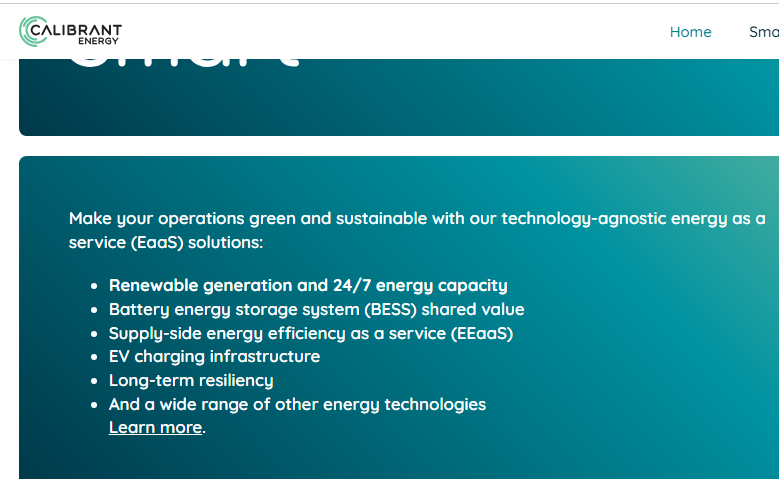 CALIBRANT
ENERGY
Home
Make your operations green and sustainable with our technology-agnostic energy as a
service (EaaS) solutions:
• Renewable generation and 24/7 energy capacity
• Battery energy storage system (BESS) shared value
• Supply-side energy efficiency as a service (EEaaS)
• EV charging infrastructure
• Long-term resiliency
• And a wide range of other energy technologies
Learn more.